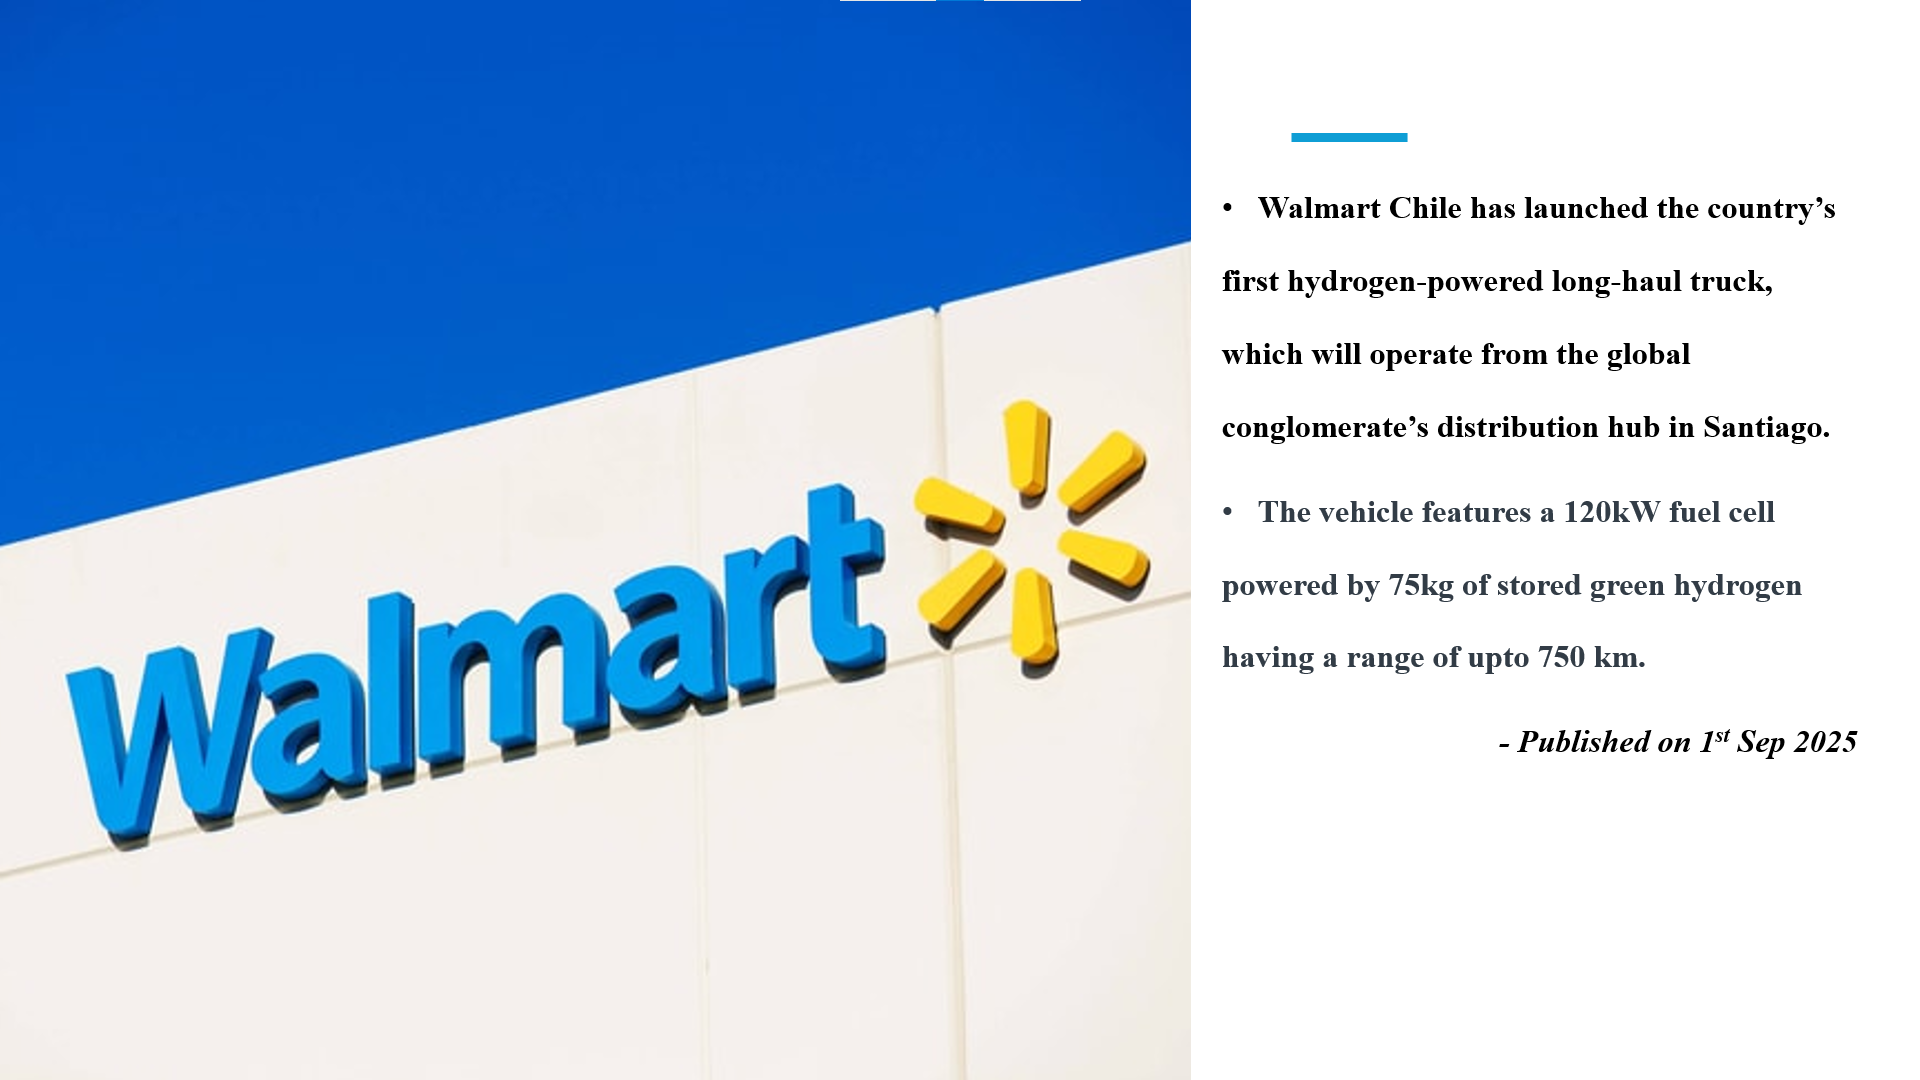 Walmart
• Walmart Chile has launched the country’s
first hydrogen-powered long-haul truck,
which will operate from the global
conglomerate’s distribution hub in Santiago.
• The vehicle features a 120kW fuel cell
powered by 75kg of stored green hydrogen
having a range of upto 750 km.
- Published on 1st Sep 2025